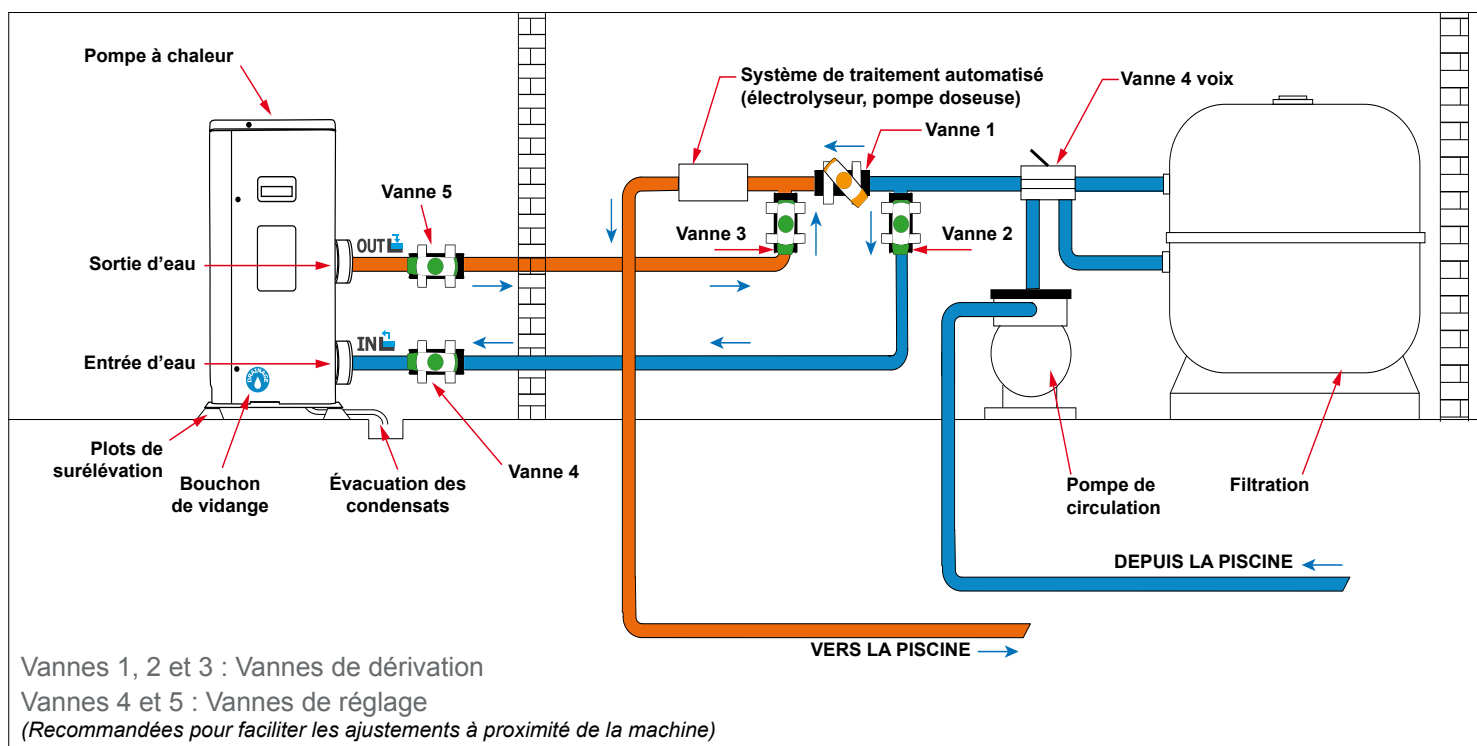 Pompe à chaleur
Système de traitement automatisé
(électrolyseur, pompe doseuse)
Vanne 4 voix
Vanne 1
Vanne 5
Vanne 3
Vanne 2
OUT
Sortie d'eau
IN
Entrée d'eau
Plots de
surélévation
Bouchon
de vidange
Évacuation des
condensats
Vanne 4
Pompe de
circulation
Filtration
DEPUIS LA PISCINE
VERS LA PISCINE
Vannes 1, 2 et 3 : Vannes de dérivation
Vannes 4 et 5 : Vannes de réglage
(Recommandées pour faciliter les ajustements à proximité de la machine)